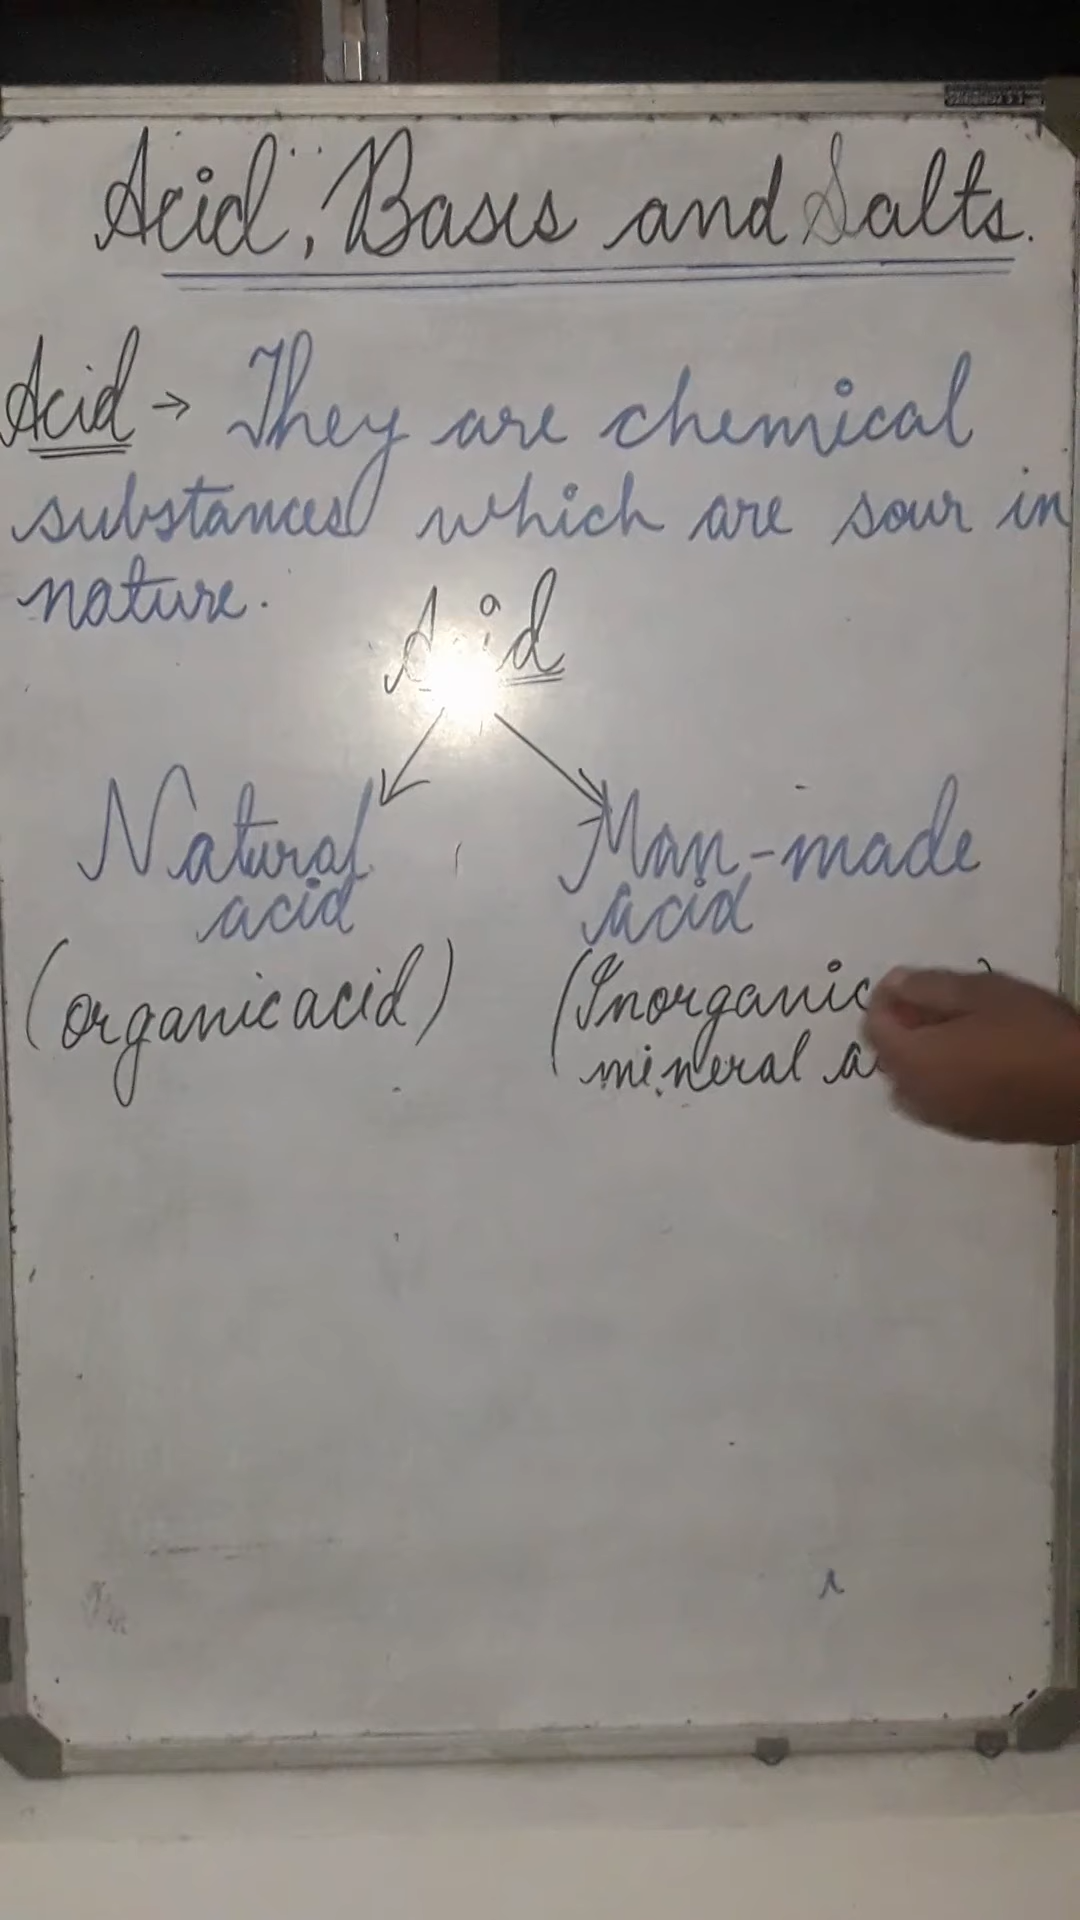 Acid, Bases and Salts.
Acid → They are chemical
substances which are sour in
nature.
Acid
Natural acid
Man-made acid
(organic acid)
(Inorganic
mineral